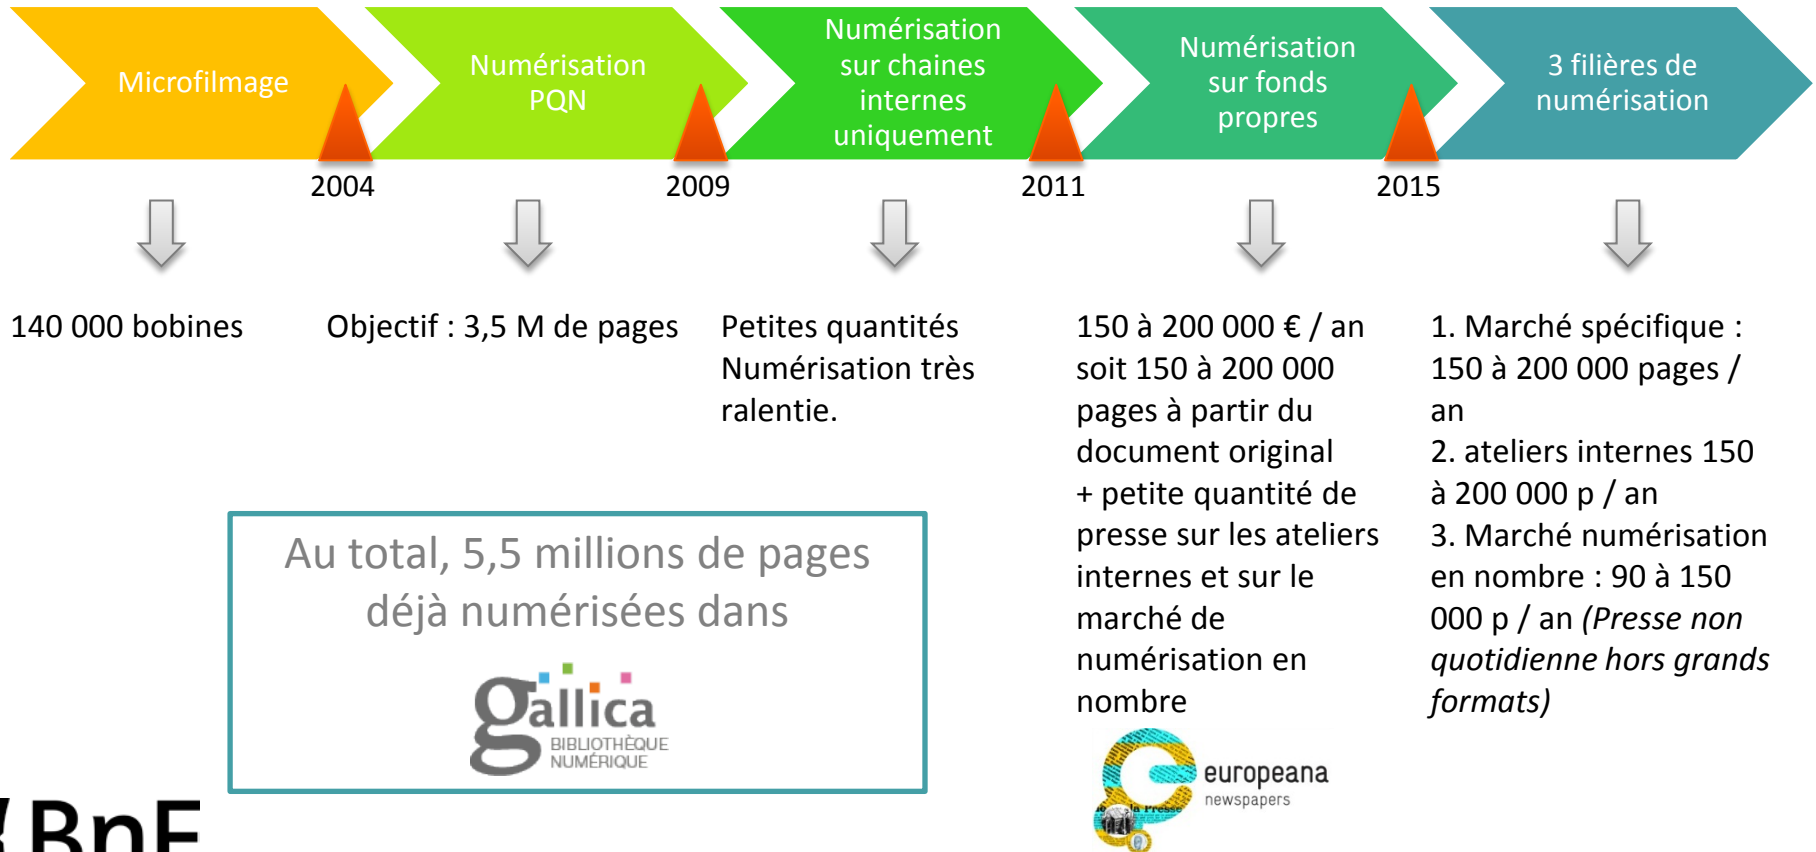 Microfilmage
Numérisation
PQN
Numérisation
sur chaines
internes
uniquement
Numérisation
sur fonds
propres
3 filières de
numérisation
2004
2009
2011
2015
140 000 bobines
Objectif : 3,5 M de pages
Petites quantités
Numérisation très
ralentie.
150 à 200 000 € / an
soit 150 à 200 000
pages à partir du
document original
+ petite quantité de
presse sur les ateliers
internes et sur le
marché de
numérisation en
nombre
1. Marché spécifique :
150 à 200 000 pages /
an
2. ateliers internes 150
à 200 000 p / an
3. Marché numérisation
en nombre : 90 à 150
000 p / an (Presse non
quotidienne hors grands
formats)
Au total, 5,5 millions de pages
déjà numérisées dans
gallica
BIBLIOTHÈQUE
NUMÉRIQUE
europeana
newspapers
la Presse
BnF